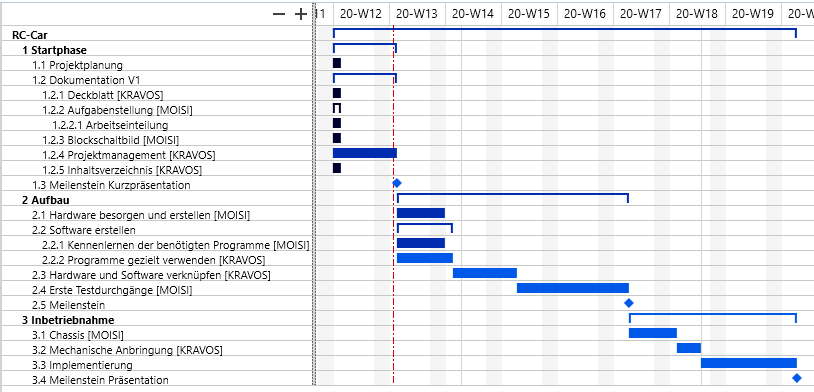 − + 11 20-W12 20-W13 20-W14 20-W15 20-W16 20-W17 20-W18 20-W19 20-W
RC-Car
1 Startphase
1.1 Projektplanung
1.2 Dokumentation V1
1.2.1 Deckblatt [KRAVOS]
1.2.2 Aufgabenstellung [MOISI]
1.2.2.1 Arbeitseinteilung
1.2.3 Blockschaltbild [MOISI]
1.2.4 Projektmanagement [KRAVOS]
1.2.5 Inhaltsverzeichnis [KRAVOS]
1.3 Meilenstein Kurzpräsentation
2 Aufbau
2.1 Hardware besorgen und erstellen [MOISI]
2.2 Software erstellen
2.2.1 Kennenlernen der benötigten Programme [MOISI]
2.2.2 Programme gezielt verwenden [KRAVOS]
2.3 Hardware und Software verknüpfen [KRAVOS]
2.4 Erste Testdurchgänge [MOISI]
2.5 Meilenstein
3 Inbetriebnahme
3.1 Chassis [MOISI]
3.2 Mechanische Anbringung [KRAVOS]
3.3 Implementierung
3.4 Meilenstein Präsentation